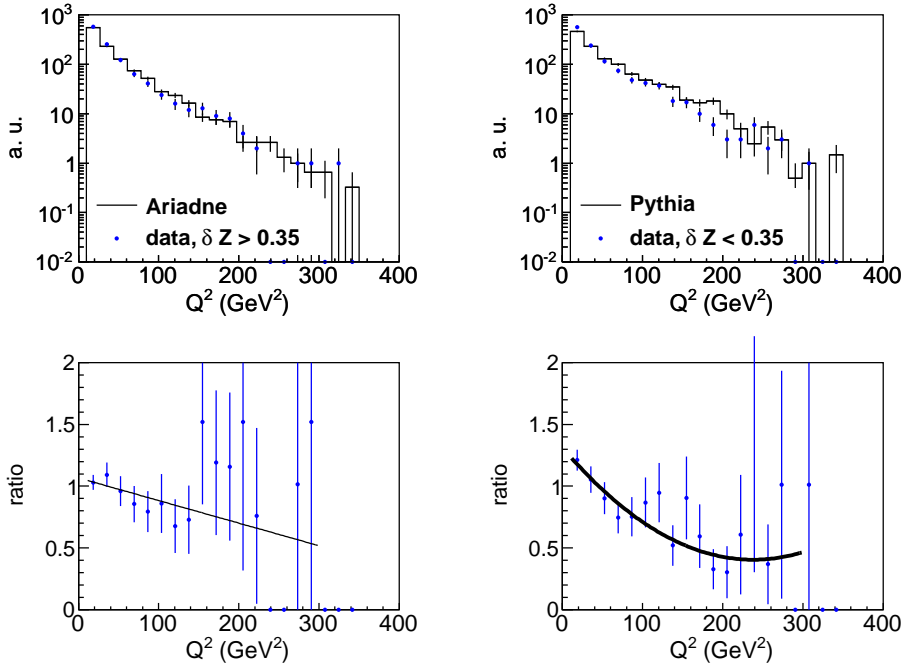 a. u.
10³
10²
10
1
10⁻¹
10⁻²
Ariadne
data, δ Z > 0.35
0 100 200 300 400
Q² (GeV²)
a. u.
10³
10²
10
1
10⁻¹
10⁻²
Pythia
data, δ Z < 0.35
0 100 200 300 400
Q² (GeV²)
ratio
2
1.5
1
0.5
0
0 100 200 300 400
Q² (GeV²)
ratio
2
1.5
1
0.5
0
0 100 200 300 400
Q² (GeV²)